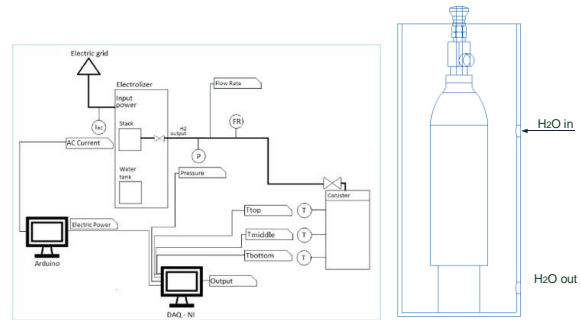 Electric grid
Electrolizer
Input
power
Iac
Stack
H2
output
Water
tank
AC Current
Flow Rate
FR
P
Pressure
Canister
Ttop
T
Tmiddle
T
Tbottom
T
Electric Power
Arduino
Output
DAQ - NI
H2O in
H2O out